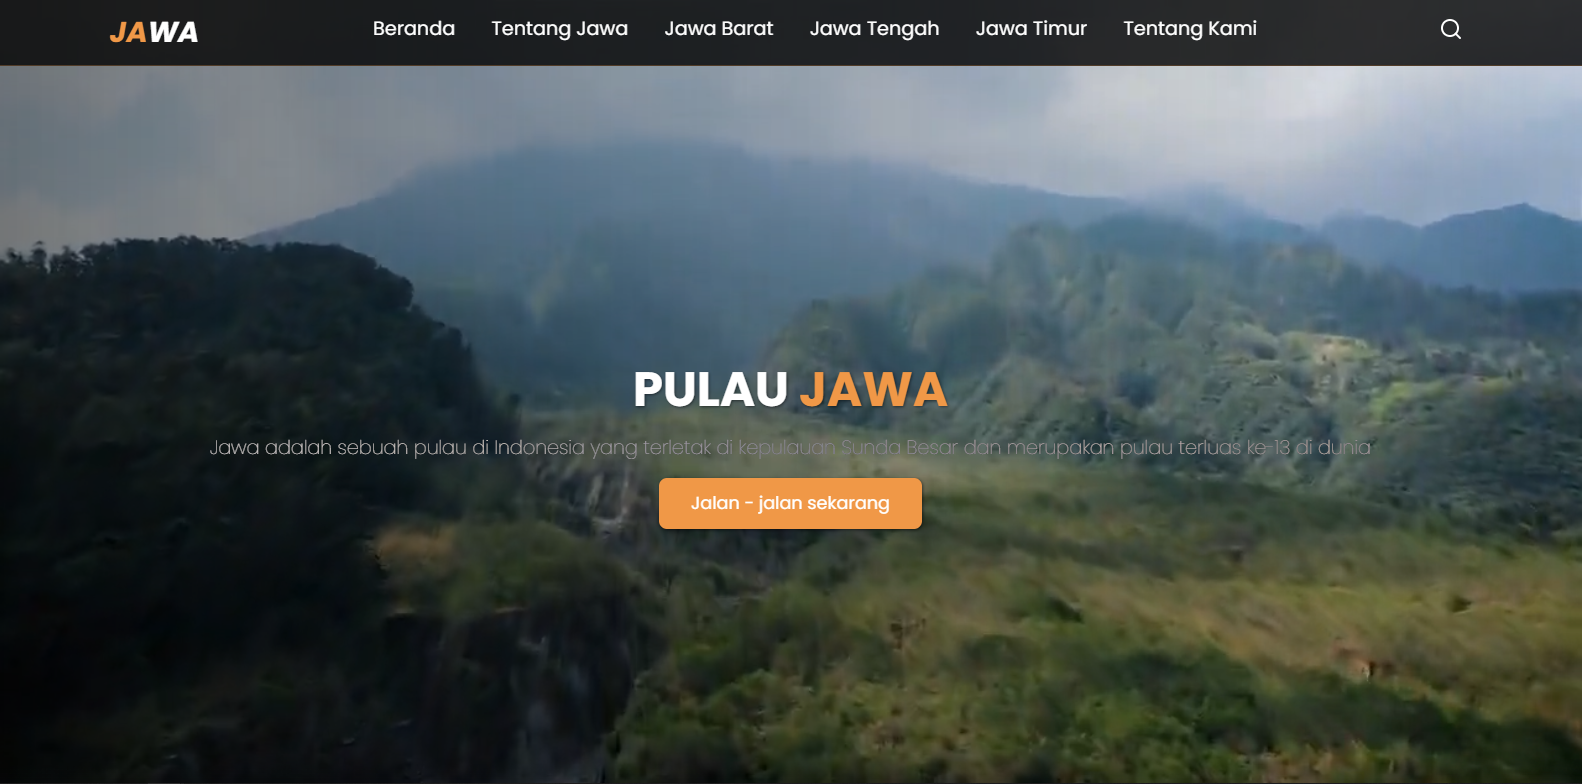 JAWA
Beranda Tentang Jawa Jawa Barat Jawa Tengah Jawa Timur Tentang Kami
PULAU JAWA
Jawa adalah sebuah pulau di Indonesia yang terletak di kepulauan Sunda Besar dan merupakan pulau terluas ke-13 di dunia
Jalan - jalan sekarang